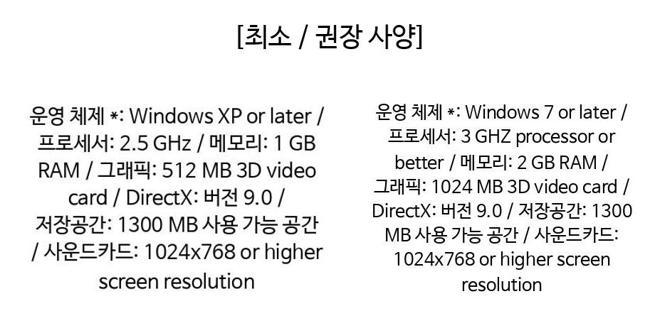 [최소 / 권장 사양]
운영 체제 *: Windows XP or later /
프로세서: 2.5 GHz / 메모리: 1 GB
RAM / 그래픽: 512 MB 3D video
card / DirectX: 버전 9.0 /
저장공간: 1300 MB 사용 가능 공간
/ 사운드카드: 1024x768 or higher
screen resolution
운영 체제 *: Windows 7 or later /
프로세서: 3 GHZ processor or
better / 메모리: 2 GB RAM /
그래픽: 1024 MB 3D video card /
DirectX: 버전 9.0 / 저장공간: 1300
MB 사용 가능 공간 / 사운드카드:
1024x768 or higher screen
resolution